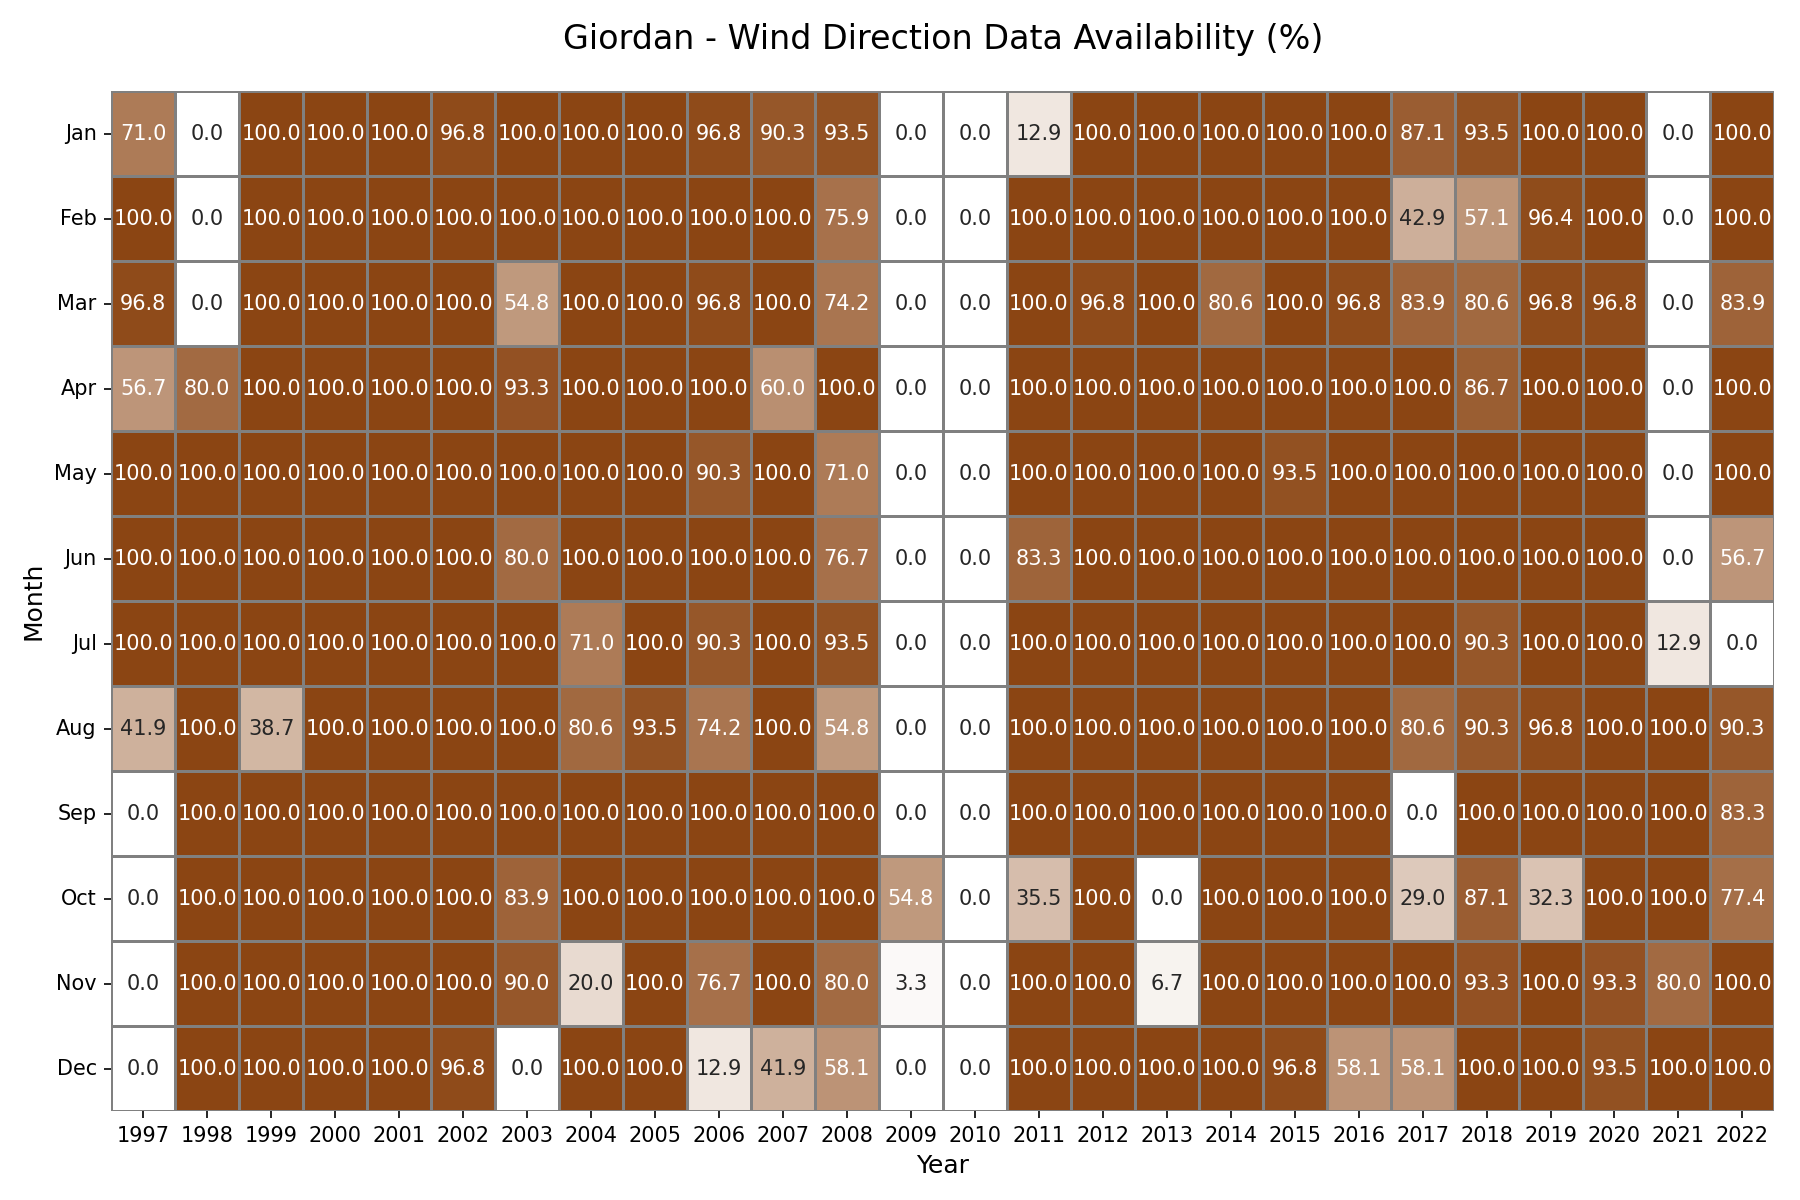 Giordan - Wind Direction Data Availability (%)
Jan 71.0 0.0 100.0 100.0 100.0 96.8 100.0 100.0 100.0 96.8 90.3 93.5 0.0 0.0 12.9 100.0 100.0 100.0 100.0 100.0 87.1 93.5 100.0 100.0 0.0 100.0
Feb 100.0 0.0 100.0 100.0 100.0 100.0 100.0 100.0 100.0 100.0 100.0 75.9 0.0 0.0 100.0 100.0 100.0 100.0 100.0 100.0 42.9 57.1 96.4 100.0 0.0 100.0
Mar 96.8 0.0 100.0 100.0 100.0 100.0 54.8 100.0 100.0 96.8 100.0 74.2 0.0 0.0 100.0 96.8 100.0 80.6 100.0 96.8 83.9 80.6 96.8 96.8 0.0 83.9
Apr 56.7 80.0 100.0 100.0 100.0 100.0 93.3 100.0 100.0 100.0 60.0 100.0 0.0 0.0 100.0 100.0 100.0 100.0 100.0 100.0 100.0 86.7 100.0 100.0 0.0 100.0
May 100.0 100.0 100.0 100.0 100.0 100.0 100.0 100.0 100.0 90.3 100.0 71.0 0.0 0.0 100.0 100.0 100.0 100.0 93.5 100.0 100.0 100.0 100.0 100.0 0.0 100.0
Jun 100.0 100.0 100.0 100.0 100.0 100.0 80.0 100.0 100.0 100.0 100.0 76.7 0.0 0.0 83.3 100.0 100.0 100.0 100.0 100.0 100.0 100.0 100.0 100.0 0.0 56.7
Jul 100.0 100.0 100.0 100.0 100.0 100.0 100.0 71.0 100.0 90.3 100.0 93.5 0.0 0.0 100.0 100.0 100.0 100.0 100.0 100.0 100.0 90.3 100.0 100.0 12.9 0.0
Aug 41.9 100.0 38.7 100.0 100.0 100.0 100.0 80.6 93.5 74.2 100.0 54.8 0.0 0.0 100.0 100.0 100.0 100.0 100.0 100.0 80.6 90.3 96.8 100.0 100.0 90.3
Sep 0.0 100.0 100.0 100.0 100.0 100.0 100.0 100.0 100.0 100.0 100.0 100.0 0.0 0.0 100.0 100.0 100.0 100.0 100.0 100.0 0.0 100.0 100.0 100.0 100.0 83.3
Oct 0.0 100.0 100.0 100.0 100.0 100.0 83.9 100.0 100.0 100.0 100.0 100.0 54.8 0.0 35.5 100.0 0.0 100.0 100.0 100.0 29.0 87.1 32.3 100.0 100.0 77.4
Nov 0.0 100.0 100.0 100.0 100.0 100.0 90.0 20.0 100.0 76.7 100.0 80.0 3.3 0.0 100.0 100.0 6.7 100.0 100.0 100.0 100.0 93.3 100.0 93.3 80.0 100.0
Dec 0.0 100.0 100.0 100.0 100.0 96.8 0.0 100.0 100.0 12.9 41.9 58.1 0.0 0.0 100.0 100.0 100.0 100.0 96.8 58.1 58.1 100.0 100.0 93.5 100.0 100.0
1997 1998 1999 2000 2001 2002 2003 2004 2005 2006 2007 2008 2009 2010 2011 2012 2013 2014 2015 2016 2017 2018 2019 2020 2021 2022
Year
Month